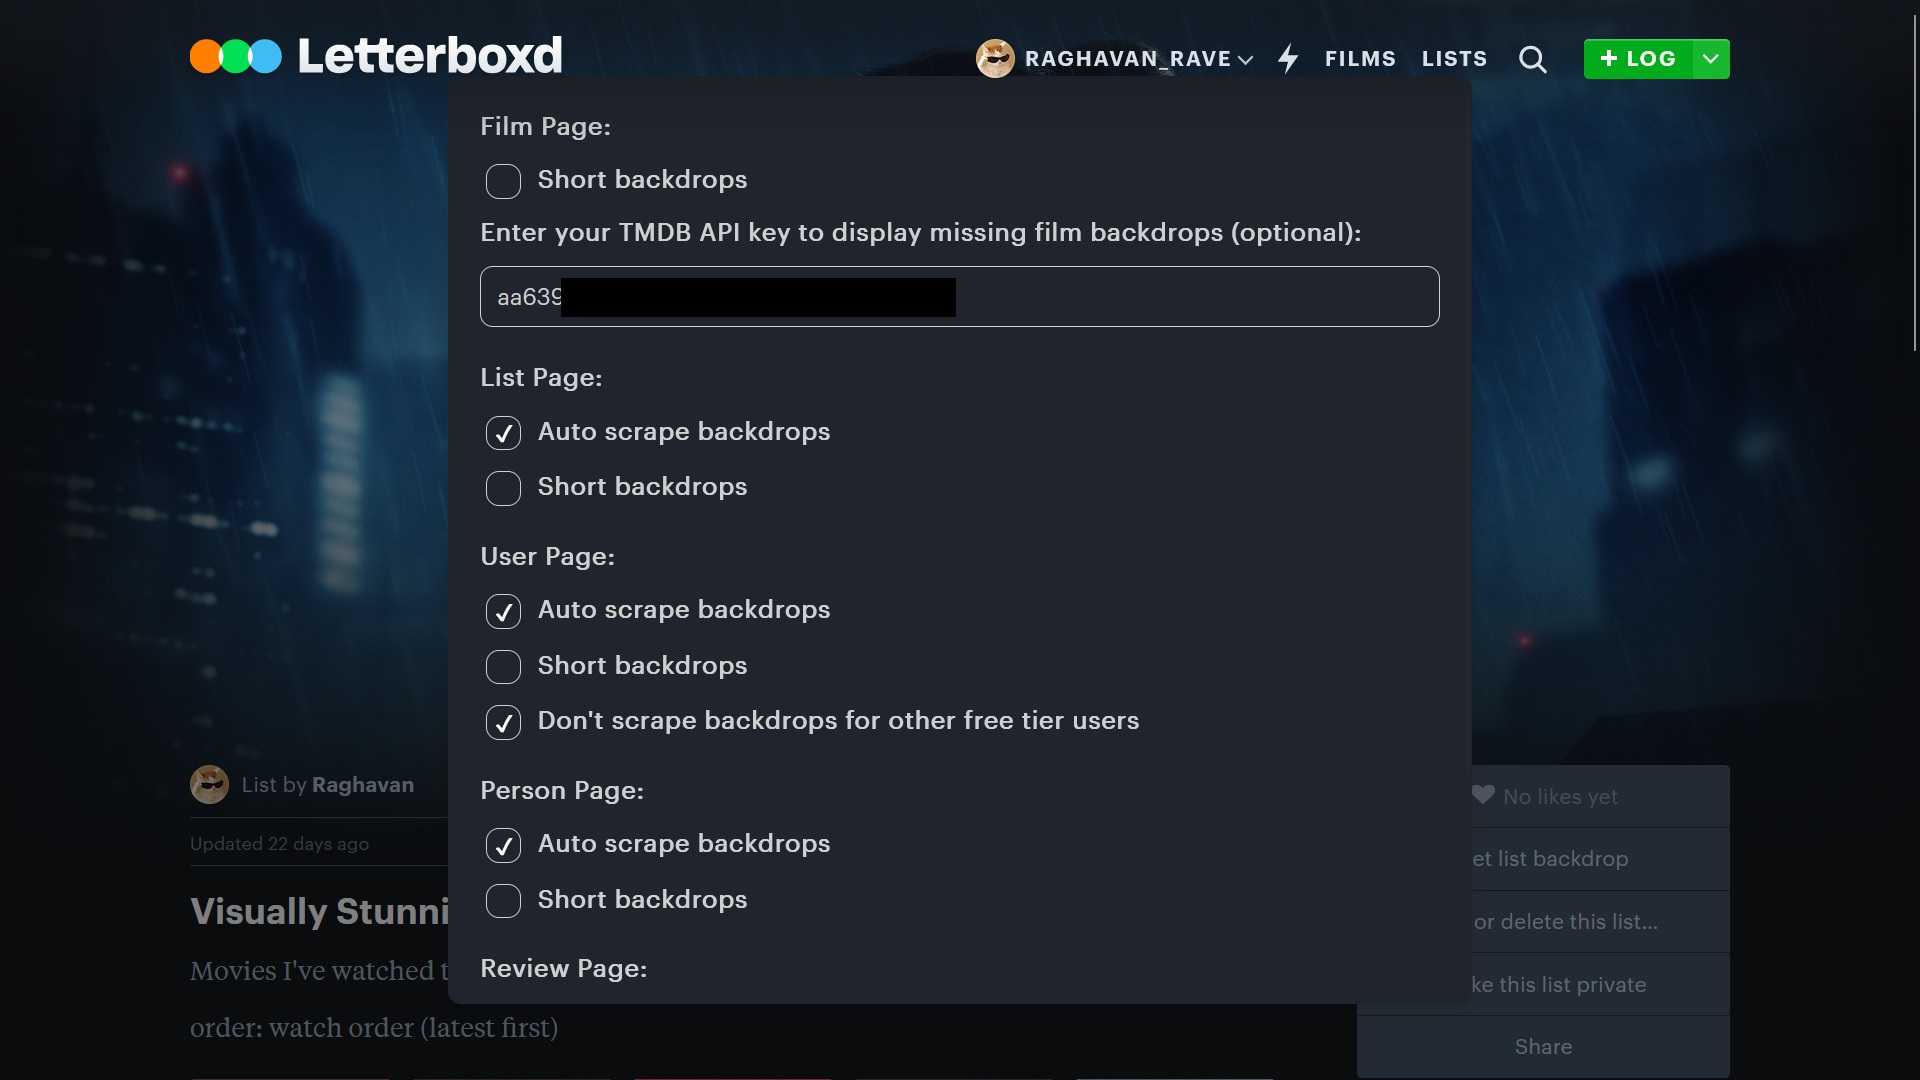 Letterboxd
RAGHAVAN_RAVE
FILMS
LISTS
+ LOG
Film Page:
Short backdrops
Enter your TMDB API key to display missing film backdrops (optional):
aa639
List Page:
Auto scrape backdrops
Short backdrops
User Page:
Auto scrape backdrops
Short backdrops
Don't scrape backdrops for other free tier users
Person Page:
Auto scrape backdrops
Short backdrops
Review Page:
List by Raghavan
Updated 22 days ago
Visually Stunni
Movies I've watched t
order: watch order (latest first)
No likes yet
et list backdrop
or delete this list...
ke this list private
Share